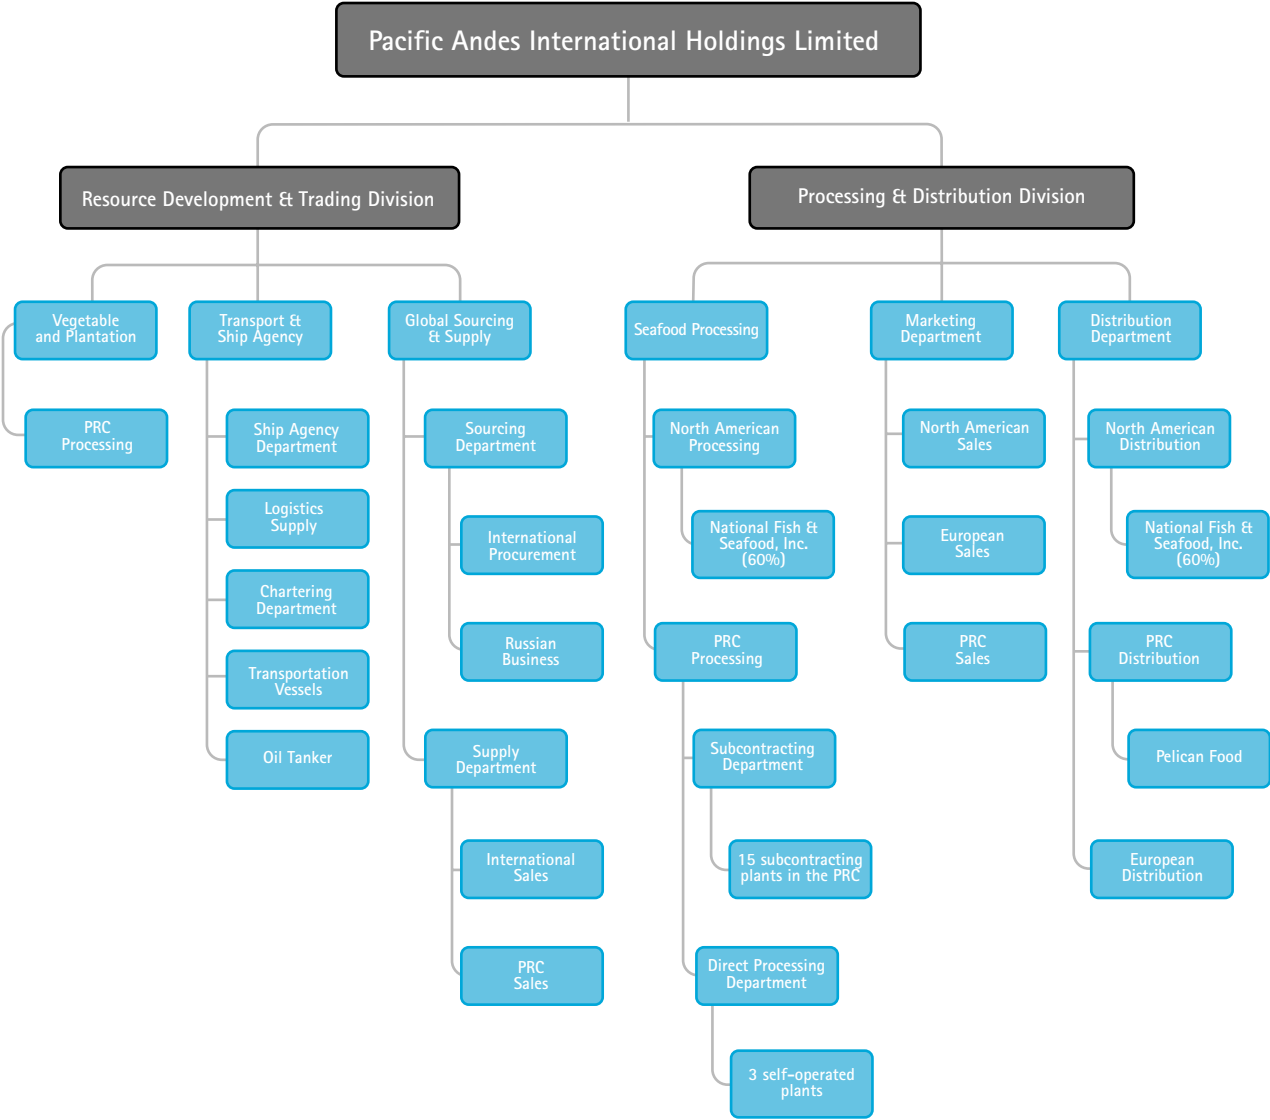 Pacific Andes International Holdings Limited
Resource Development & Trading Division
Processing & Distribution Division
Vegetable
and Plantation
Transport &
Ship Agency
Global Sourcing
& Supply
Seafood Processing
Marketing
Department
Distribution
Department
PRC
Processing
Ship Agency
Department
Logistics
Supply
Chartering
Department
Transportation
Vessels
Oil Tanker
Sourcing
Department
International
Procurement
Russian
Business
Supply
Department
International
Sales
PRC
Sales
North American
Processing
National Fish &
Seafood, Inc.
(60%)
PRC
Processing
Subcontracting
Department
15 subcontracting
plants in the PRC
Direct Processing
Department
3 self-operated
plants
North American
Sales
European
Sales
PRC
Sales
North American
Distribution
National Fish &
Seafood, Inc.
(60%)
PRC
Distribution
Pelican Food
European
Distribution